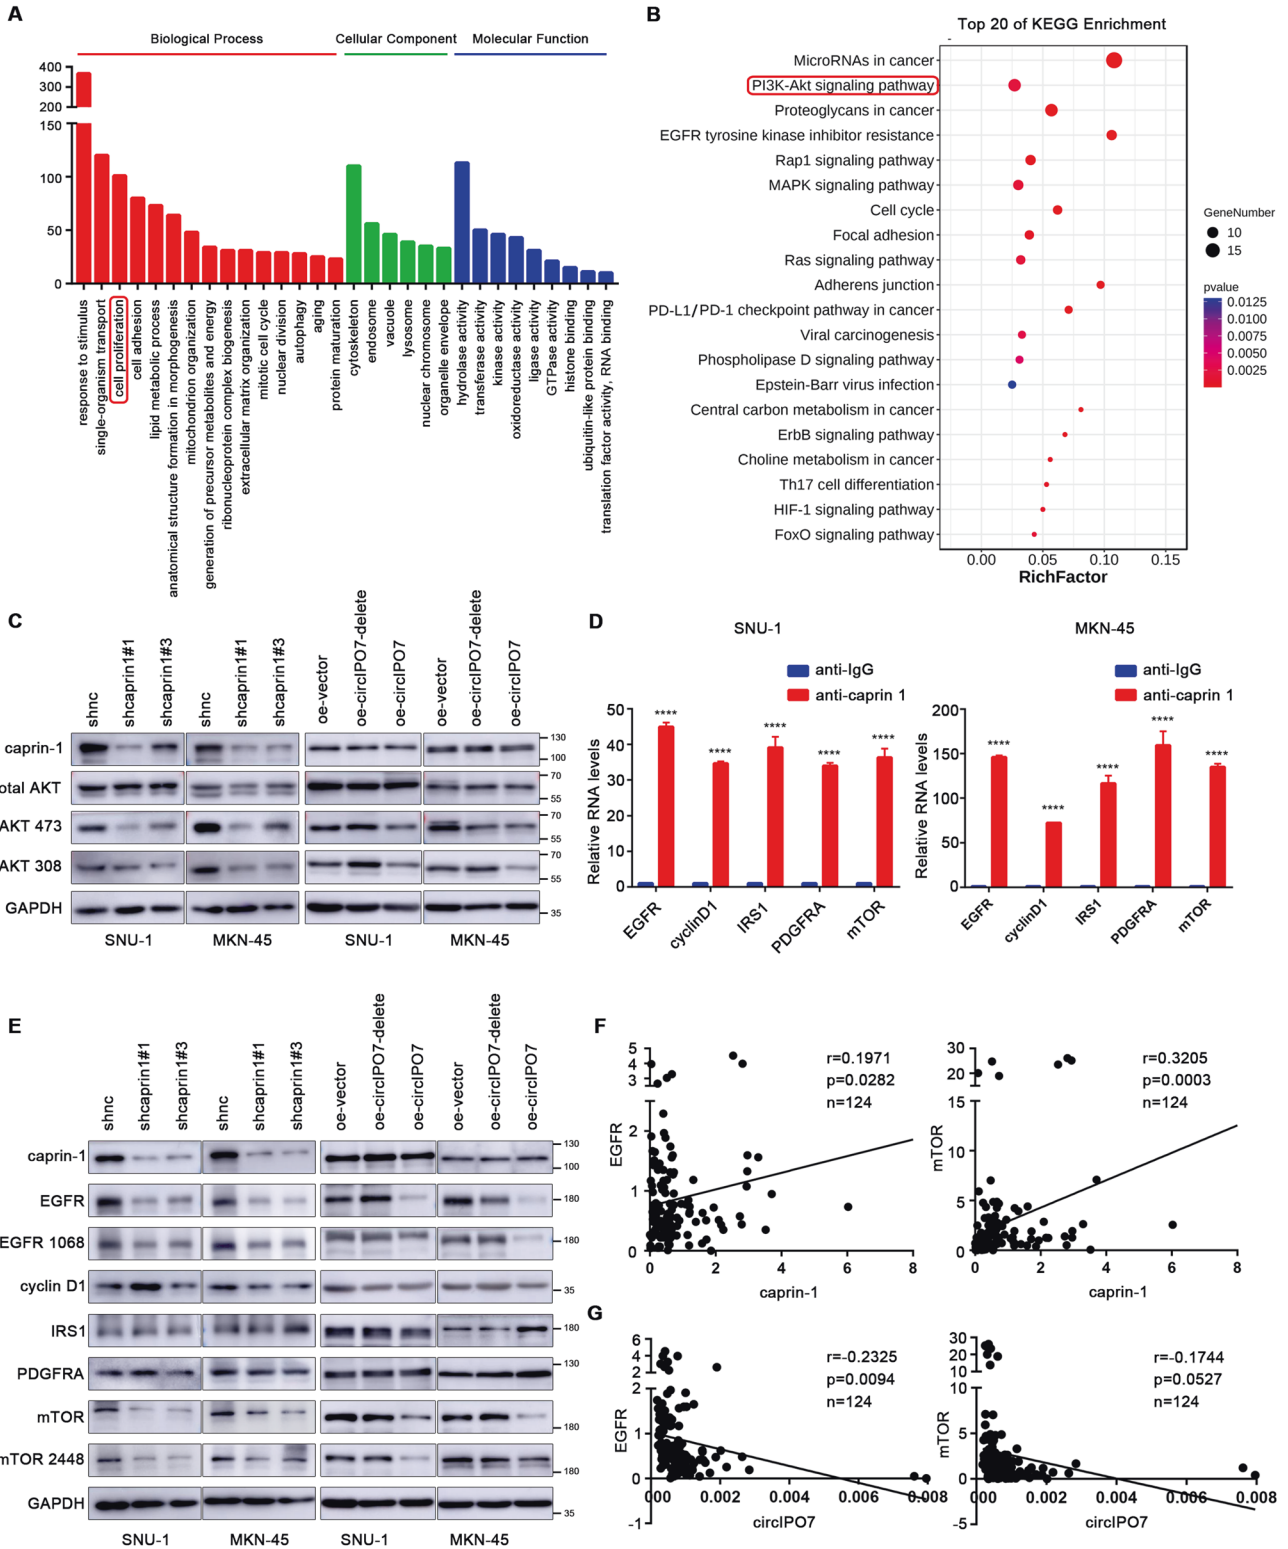 A
Biological Process
Cellular Component
Molecular Function
400
300
200
150
100
50
0
response to stimulus
single-organism transport
cell proliferation
cell adhesion
lipid metabolic process
anatomical structure formation in morphogenesis
mitochondrion organization
generation of precursor metabolites and energy
ribonucleoprotein complex biogenesis
extracellular matrix organization
mitotic cell cycle
nuclear division
autophagy
aging
protein maturation
cytoskeleton
endosome
vacuole
lysosome
nuclear chromosome
organelle envelope
hydrolase activity
transferase activity
kinase activity
oxidoreductase activity
ligase activity
GTPase activity
histone binding
ubiquitin-like protein binding
translation factor activity, RNA binding
B
Top 20 of KEGG Enrichment
MicroRNAs in cancer
PI3K-Akt signaling pathway
Proteoglycans in cancer
EGFR tyrosine kinase inhibitor resistance
Rap1 signaling pathway
MAPK signaling pathway
Cell cycle
Focal adhesion
Ras signaling pathway
Adherens junction
PD-L1/PD-1 checkpoint pathway in cancer
Viral carcinogenesis
Phospholipase D signaling pathway
Epstein-Barr virus infection
Central carbon metabolism in cancer
ErbB signaling pathway
Choline metabolism in cancer
Th17 cell differentiation
HIF-1 signaling pathway
FoxO signaling pathway
0.00 0.05 0.10 0.15
RichFactor
GeneNumber
10
15
pvalue
0.0125
0.0100
0.0075
0.0050
0.0025
C
shnc
shcaprin1#1
shcaprin1#3
shnc
shcaprin1#1
shcaprin1#3
oe-vector
oe-circIPO7-delete
oe-circIPO7
oe-vector
oe-circIPO7-delete
oe-circIPO7
caprin-1
130
100
otal AKT
70
55
AKT 473
70
55
AKT 308
70
55
GAPDH
35
SNU-1 MKN-45 SNU-1 MKN-45
D
SNU-1
anti-IgG
anti-caprin 1
Relative RNA levels
50
40
30
20
10
0
**** **** **** **** ****
EGFR
cyclinD1
IRS1
PDGFRA
mTOR
MKN-45
anti-IgG
anti-caprin 1
Relative RNA levels
200
150
100
50
0
**** **** **** **** ****
EGFR
cyclinD1
IRS1
PDGFRA
mTOR
E
shnc
shcaprin1#1
shcaprin1#3
shnc
shcaprin1#1
shcaprin1#3
oe-vector
oe-circIPO7-delete
oe-circIPO7
oe-vector
oe-circIPO7-delete
oe-circIPO7
caprin-1
130
100
EGFR
180
EGFR 1068
180
cyclin D1
35
IRS1
180
PDGFRA
130
mTOR
180
mTOR 2448
180
GAPDH
35
SNU-1 MKN-45 SNU-1 MKN-45
F
EGFR
5
4
3
2
1
0
r=0.1971
p=0.0282
n=124
0 2 4 6 8
caprin-1
mTOR
30
20
10
15
10
5
0
r=0.3205
p=0.0003
n=124
0 2 4 6 8
caprin-1
G
EGFR
6
4
2
2
1
0
-1
r=-0.2325
p=0.0094
n=124
000 0.002 0.004 0.006 0.008
circIPO7
mTOR
30
20
10
10
5
0
-5
r=-0.1744
p=0.0527
n=124
000 0.002 0.004 0.006 0.008
circIPO7